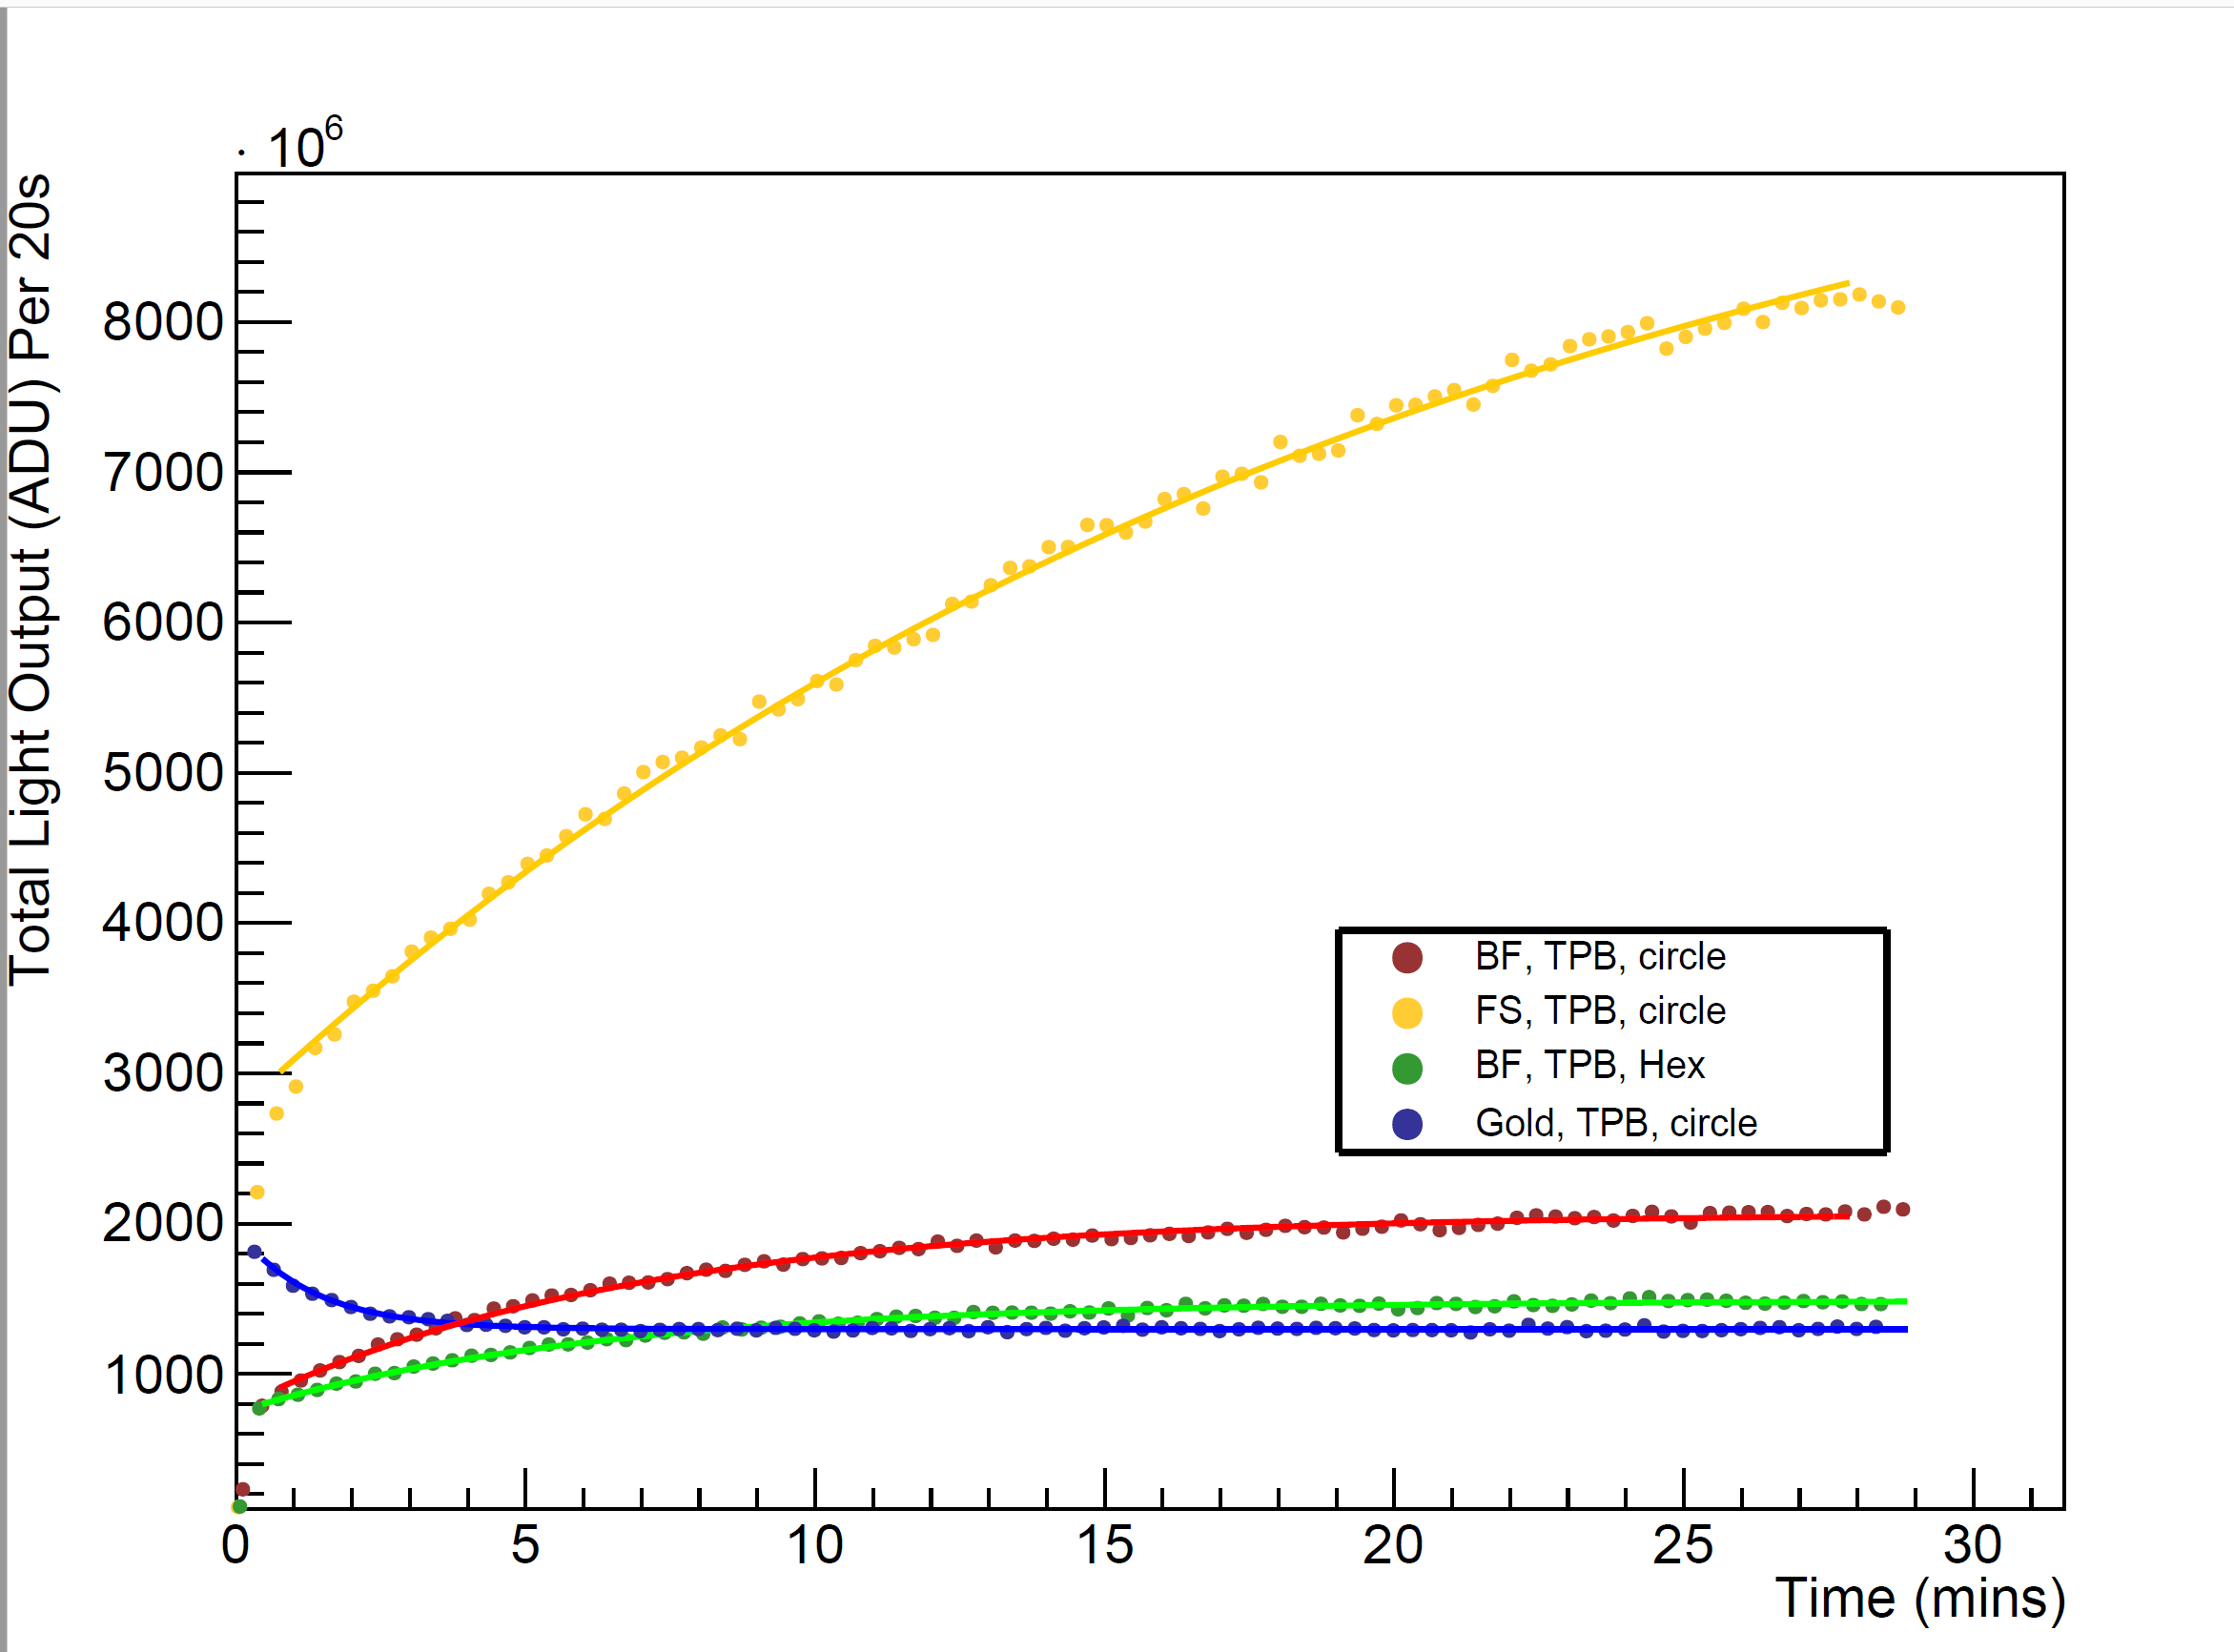 · 10⁶
Total Light Output (ADU) Per 20s
8000
7000
6000
5000
4000
3000
2000
1000
BF, TPB, circle
FS, TPB, circle
BF, TPB, Hex
Gold, TPB, circle
0 5 10 15 20 25 30
Time (mins)